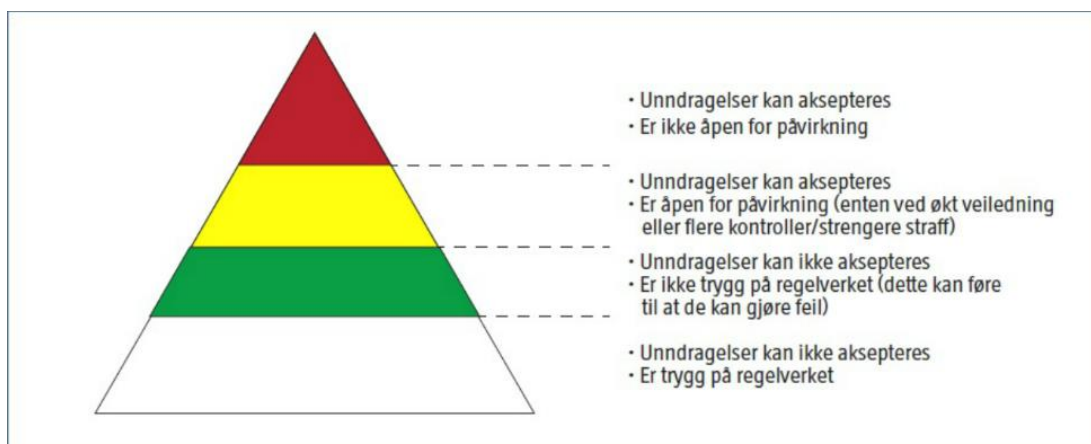 · Unndragelser kan aksepteres
· Er ikke åpen for påvirkning
· Unndragelser kan aksepteres
· Er åpen for påvirkning (enten ved økt veiledning
eller flere kontroller/strengere straff)
· Unndragelser kan ikke aksepteres
· Er ikke trygg på regelverket (dette kan føre
til at de kan gjøre feil)
· Unndragelser kan ikke aksepteres
· Er trygg på regelverket